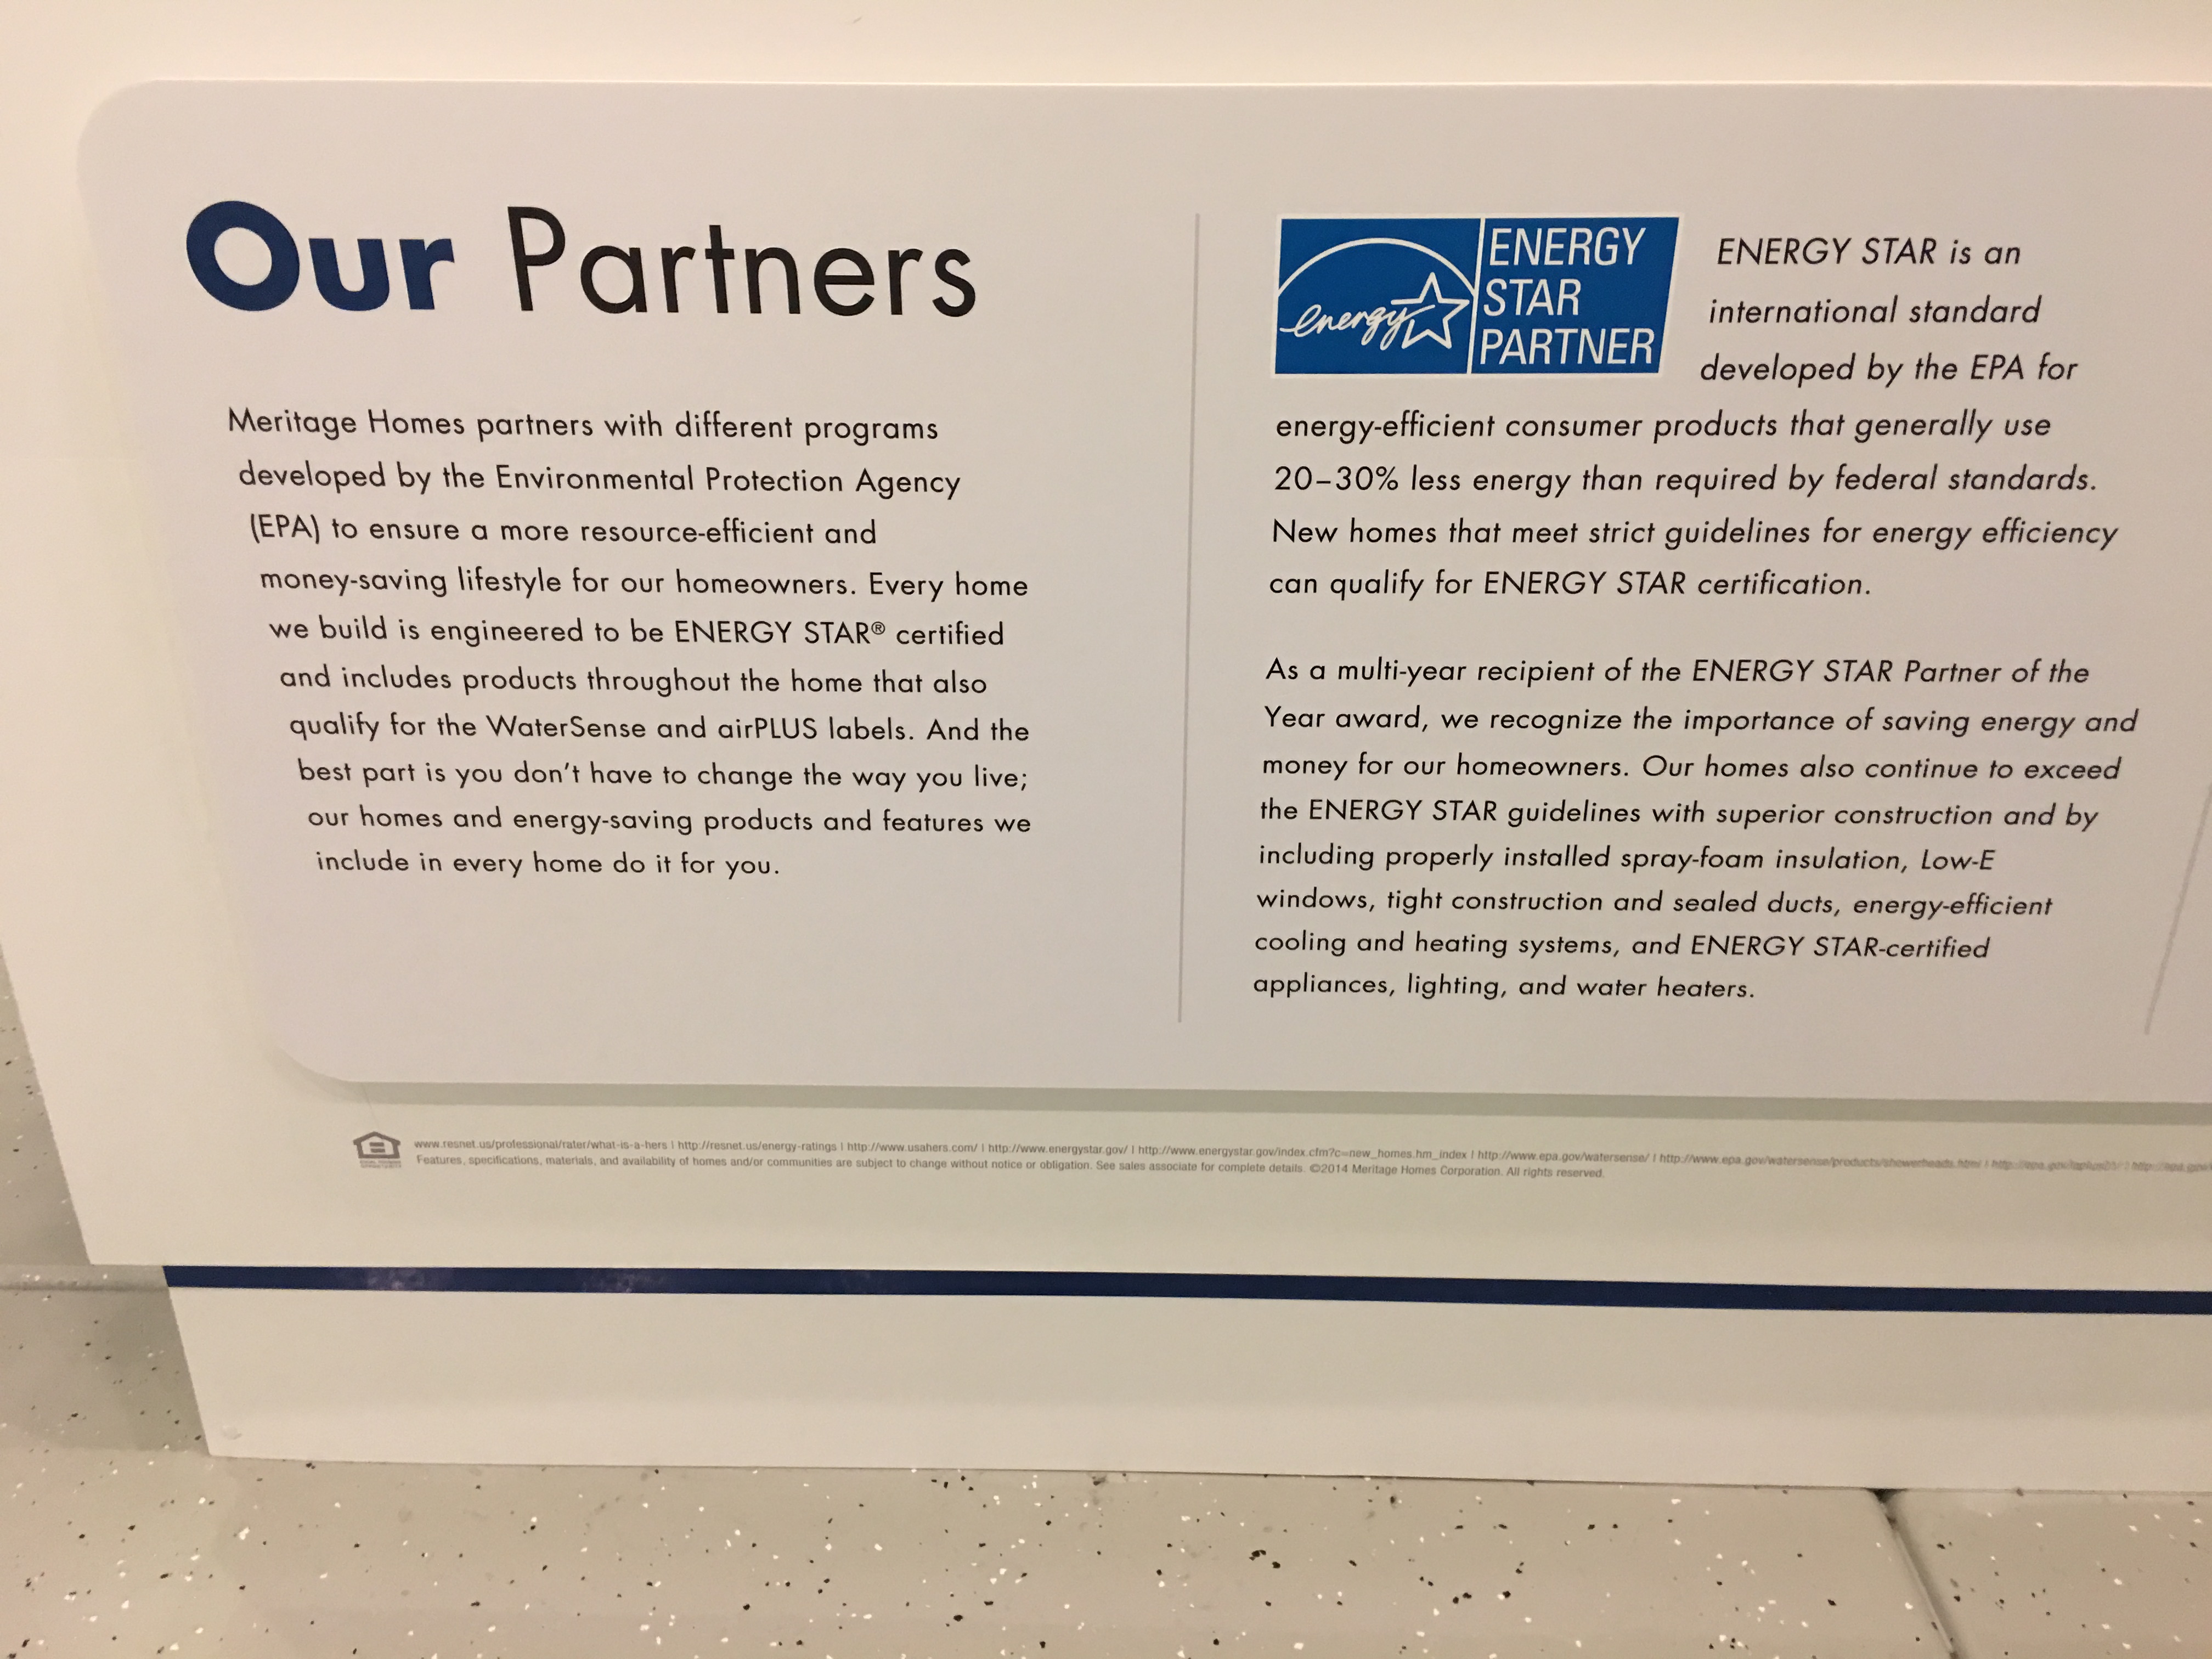 Our Partners
Meritage Homes partners with different programs
developed by the Environmental Protection Agency
(EPA) to ensure a more resource-efficient and
money-saving lifestyle for our homeowners. Every home
we build is engineered to be ENERGY STAR® certified
and includes products throughout the home that also
qualify for the WaterSense and airPLUS labels. And the
best part is you don't have to change the way you live;
our homes and energy-saving products and features we
include in every home do it for you.
energy
ENERGY
STAR
PARTNER
ENERGY STAR is an
international standard
developed by the EPA for
energy-efficient consumer products that generally use
20–30% less energy than required by federal standards.
New homes that meet strict guidelines for energy efficiency
can qualify for ENERGY STAR certification.
As a multi-year recipient of the ENERGY STAR Partner of the
Year award, we recognize the importance of saving energy and
money for our homeowners. Our homes also continue to exceed
the ENERGY STAR guidelines with superior construction and by
including properly installed spray-foam insulation, Low-E
windows, tight construction and sealed ducts, energy-efficient
cooling and heating systems, and ENERGY STAR-certified
appliances, lighting, and water heaters.
www.resnet.us/professional/rater/what-is-a-hers | http://resnet.us/energy-ratings | http://www.usahers.com/ | http://www.energystar.gov/ | http://www.energystar.gov/index.cfm?c=new_homes.hm_index | http://www.epa.gov/watersense/ | http://www.epa.gov/watersense/products/showerheads.html |
Features, specifications, materials, and availability of homes and/or communities are subject to change without notice or obligation. See sales associate for complete details. ©2014 Meritage Homes Corporation. All rights reserved.